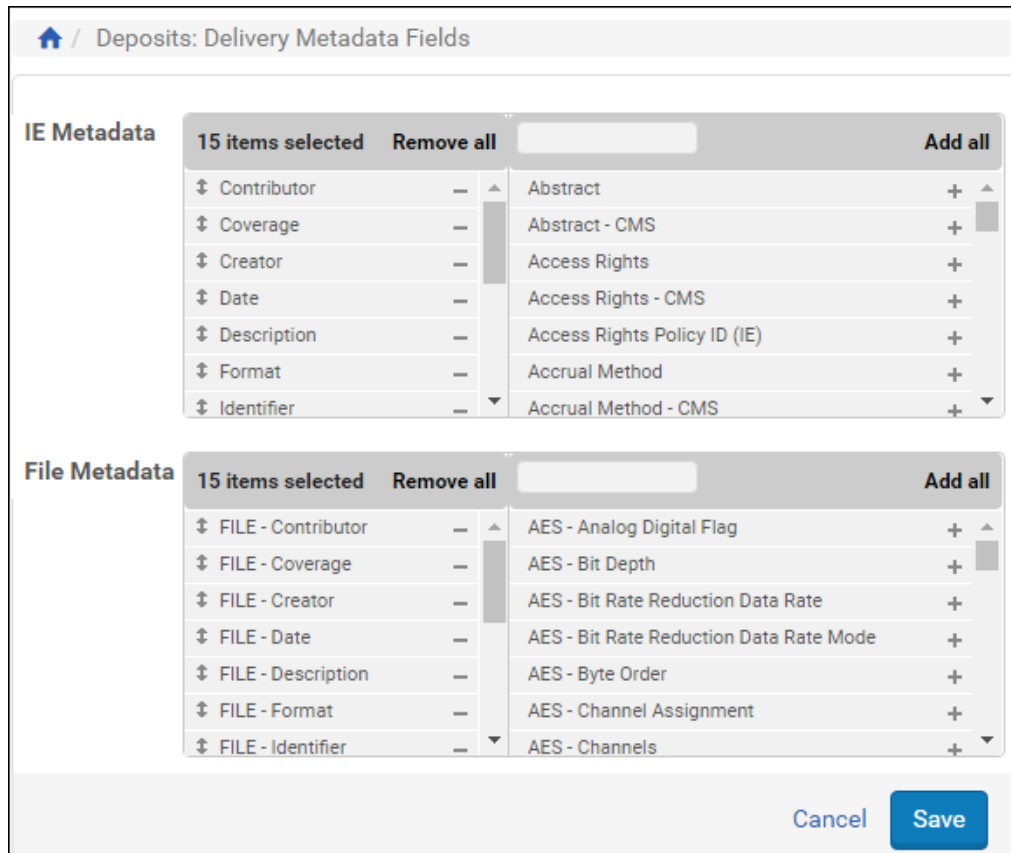 / Deposits: Delivery Metadata Fields
IE Metadata
15 items selected Remove all Add all
Contributor Abstract
Coverage Abstract - CMS
Creator Access Rights
Date Access Rights - CMS
Description Access Rights Policy ID (IE)
Format Accrual Method
Identifier Accrual Method - CMS
File Metadata
15 items selected Remove all Add all
FILE - Contributor AES - Analog Digital Flag
FILE - Coverage AES - Bit Depth
FILE - Creator AES - Bit Rate Reduction Data Rate
FILE - Date AES - Bit Rate Reduction Data Rate Mode
FILE - Description AES - Byte Order
FILE - Format AES - Channel Assignment
FILE - Identifier AES - Channels
Cancel Save